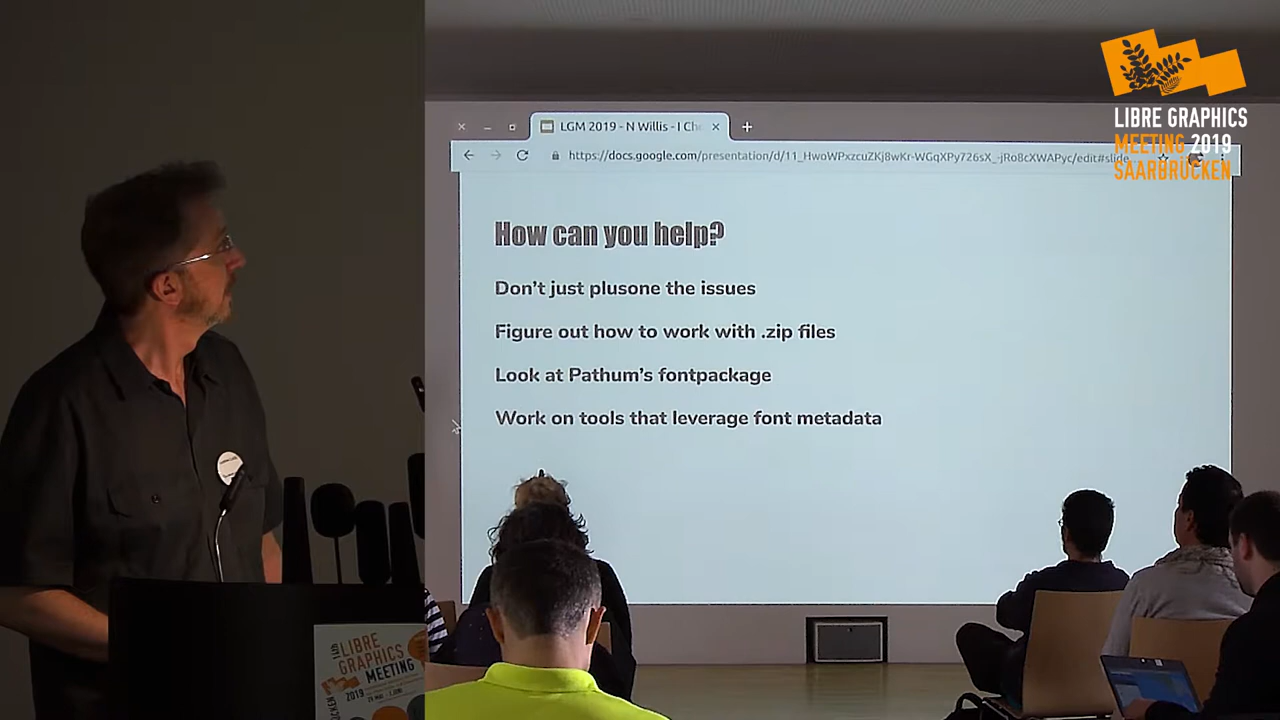 LIBRE GRAPHICS
MEETING 2019
SAARBRÜCKEN
LGM 2019 - N Willis - I Ch
https://docs.google.com/presentation/d/11_HwoWPxzcuZKj8wKr-WGqXPy726sX_-jRo8cXWAPyc/edit#slide
How can you help?
Don't just plusone the issues
Figure out how to work with .zip files
Look at Pathum's fontpackage
Work on tools that leverage font metadata
LIBRE
GRAPHICS
MEETING
2019